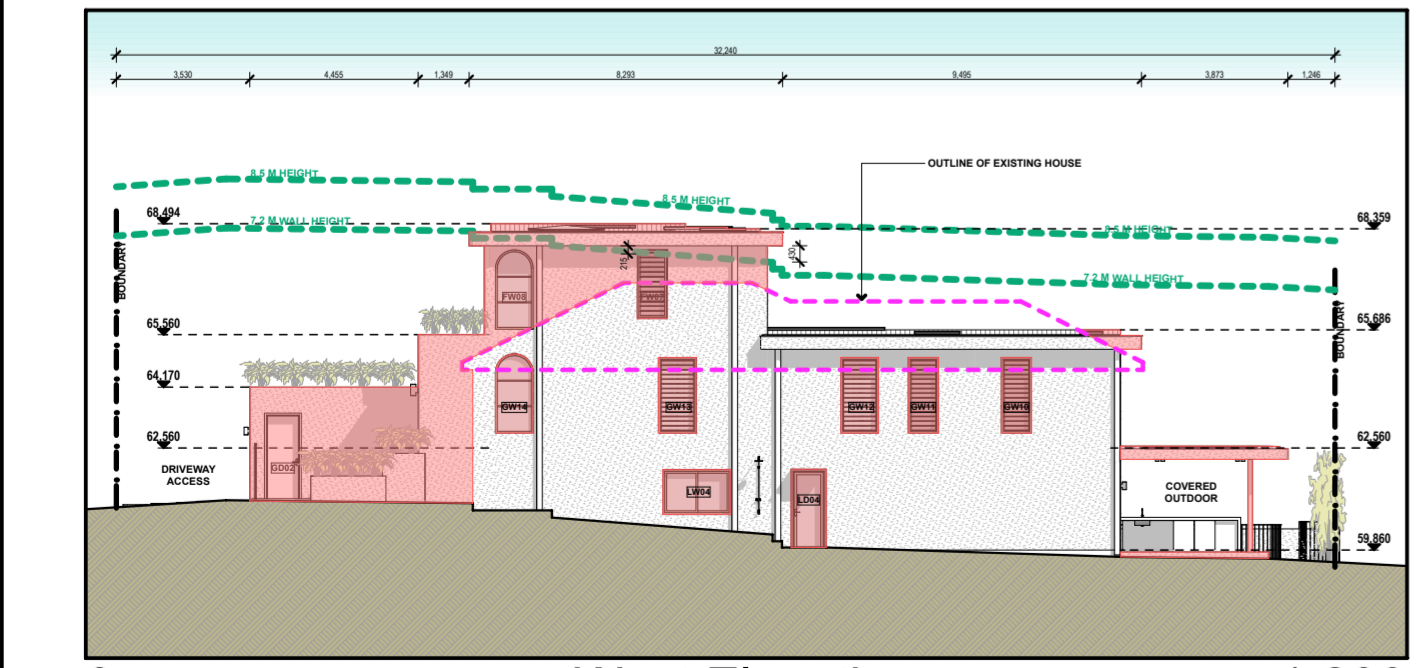 32,240
3,530 4,455 1,349 8,293 9,495 3,873 1,246
OUTLINE OF EXISTING HOUSE
8.5 M HEIGHT
8.5 M HEIGHT
8.5 M HEIGHT
68,494
7.2 M WALL HEIGHT
68,359
BOUNDARY
215
430
7.2 M WALL HEIGHT
FW08
FW07
65,560
65,686
BOUNDARY
64,170
GW14
GW13
GW12
GW11
GW10
62,560
62,560
DRIVEWAY
ACCESS
GD02
LW04
LD04
COVERED
OUTDOOR
59,860